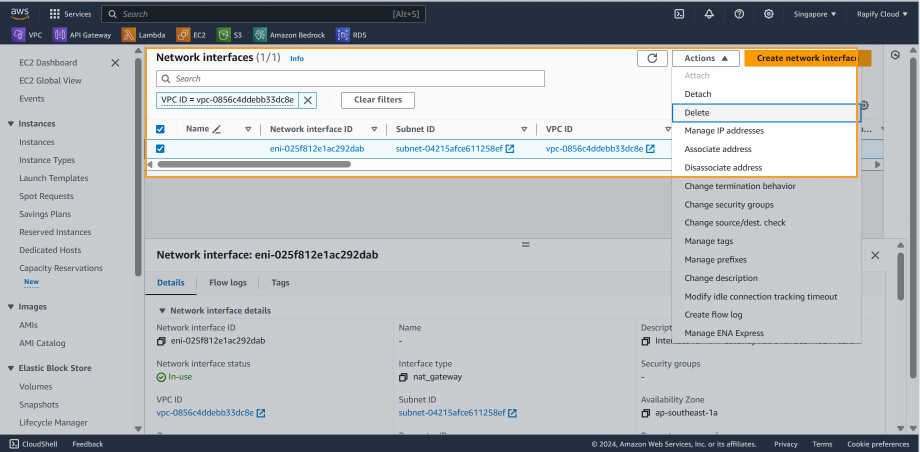 aws
Services
Search
[Alt+S]
Singapore
Rapify Cloud
VPC
API Gateway
Lambda
EC2
S3
Amazon Bedrock
RDS
EC2 Dashboard
EC2 Global View
Events
Instances
Instances
Instance Types
Launch Templates
Spot Requests
Savings Plans
Reserved Instances
Dedicated Hosts
Capacity Reservations
New
Images
AMIs
AMI Catalog
Elastic Block Store
Volumes
Snapshots
Lifecycle Manager
Network interfaces (1/1)
Info
Actions
Create network interface
Search
VPC ID = vpc-0856c4ddebb33dc8e
Clear filters
Name
Network interface ID
Subnet ID
VPC ID
eni-025f812e1ac292dab
subnet-04215afce611258ef
vpc-0856c4ddebb33dc8e
Attach
Detach
Delete
Manage IP addresses
Associate address
Disassociate address
Change termination behavior
Change security groups
Change source/dest. check
Manage tags
Manage prefixes
Change description
Modify idle connection tracking timeout
Create flow log
Manage ENA Express
Network interface: eni-025f812e1ac292dab
Details
Flow logs
Tags
Network interface details
Network interface ID
eni-025f812e1ac292dab
Name
-
Descript
Network interface status
In-use
Interface type
nat_gateway
Security groups
-
VPC ID
vpc-0856c4ddebb33dc8e
Subnet ID
subnet-04215afce611258ef
Availability Zone
ap-southeast-1a
CloudShell
Feedback
© 2024, Amazon Web Services, Inc. or its affiliates.
Privacy
Terms
Cookie preferences